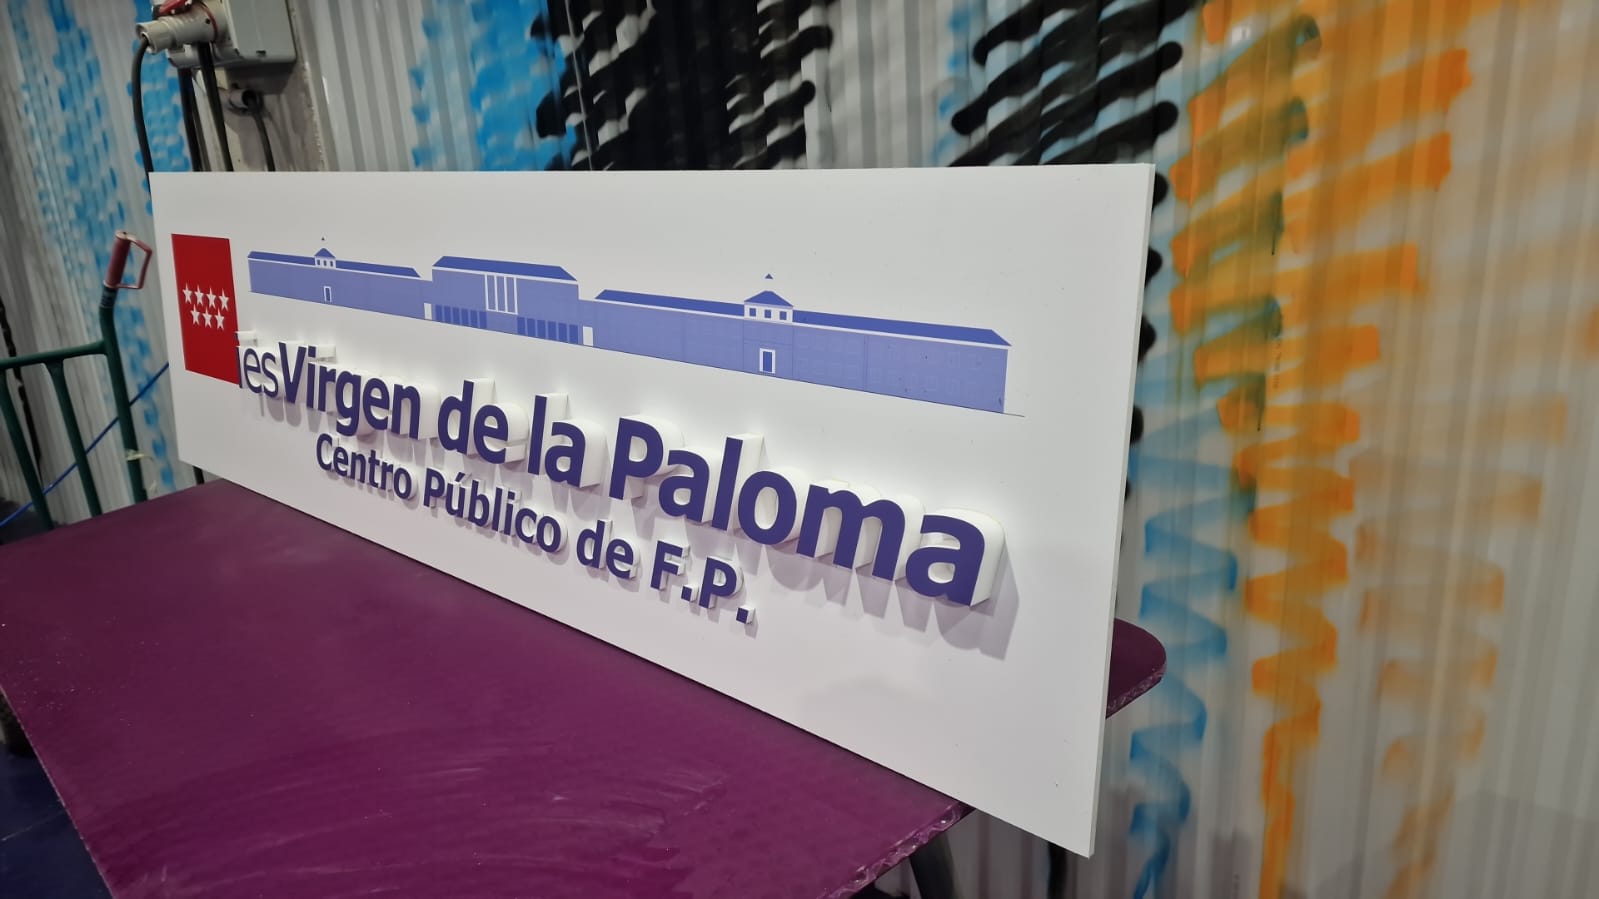 iesVirgen de la Paloma
Centro Público de F.P.